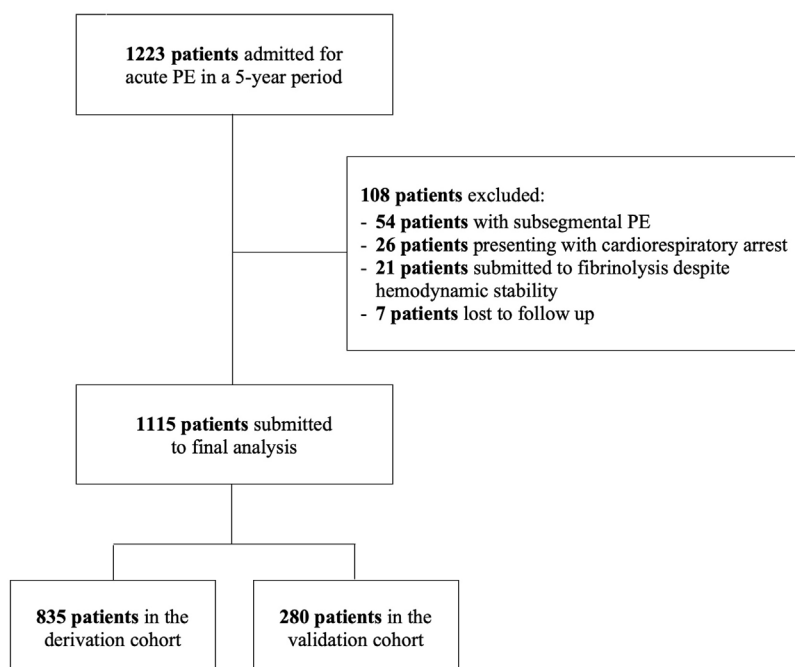 1223 patients admitted for
acute PE in a 5-year period
108 patients excluded:
- 54 patients with subsegmental PE
- 26 patients presenting with cardiorespiratory arrest
- 21 patients submitted to fibrinolysis despite
hemodynamic stability
- 7 patients lost to follow up
1115 patients submitted
to final analysis
835 patients in the
derivation cohort
280 patients in the
validation cohort